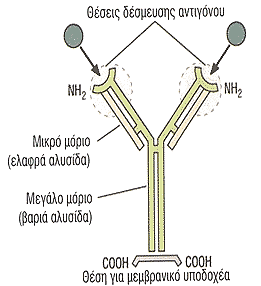 Θέσεις δέσμευσης αντιγόνου
NH2
NH2
Μικρό μόριο
(ελαφρά αλυσίδα)
Μεγάλο μόριο
(βαριά αλυσίδα)
COOH
COOH
Θέση για μεμβρανικό υποδοχέα